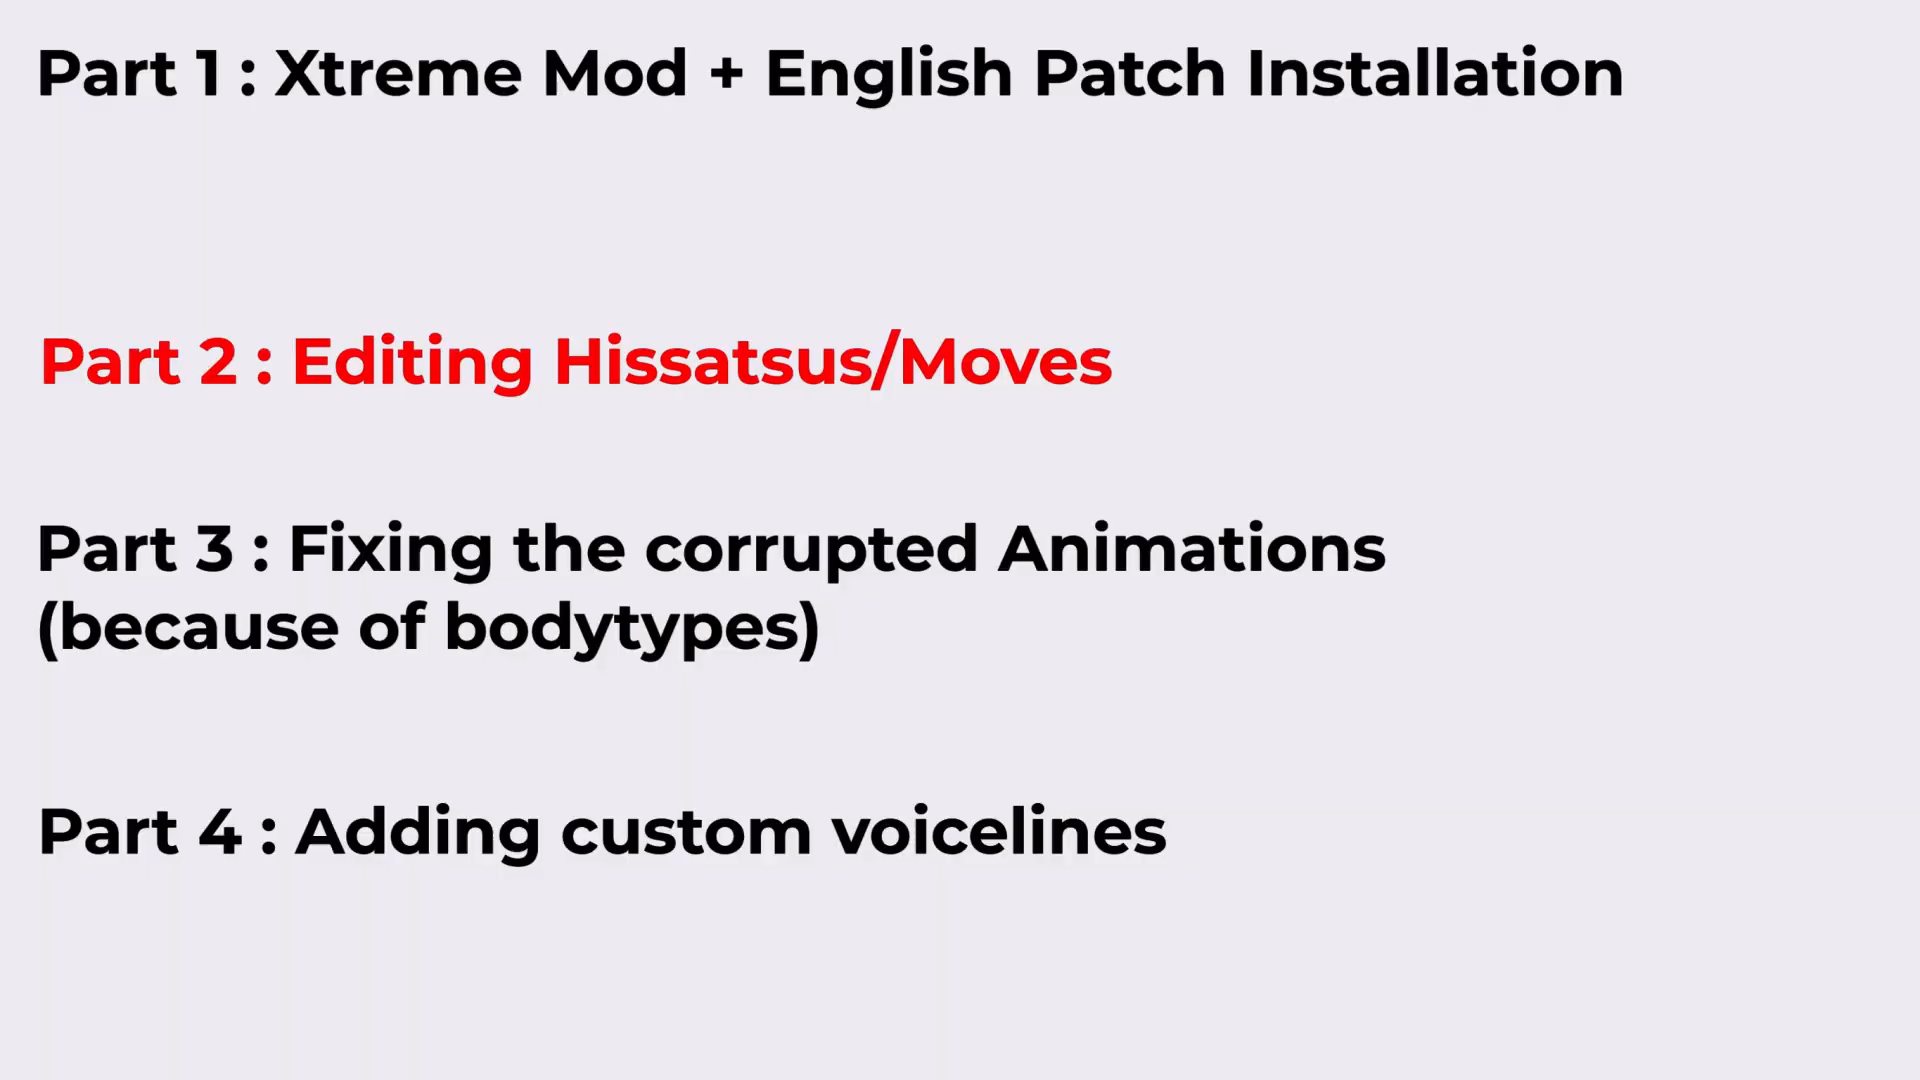 Part 1 : Xtreme Mod + English Patch Installation
Part 2 : Editing Hissatsus/Moves
Part 3 : Fixing the corrupted Animations
(because of bodytypes)
Part 4 : Adding custom voicelines